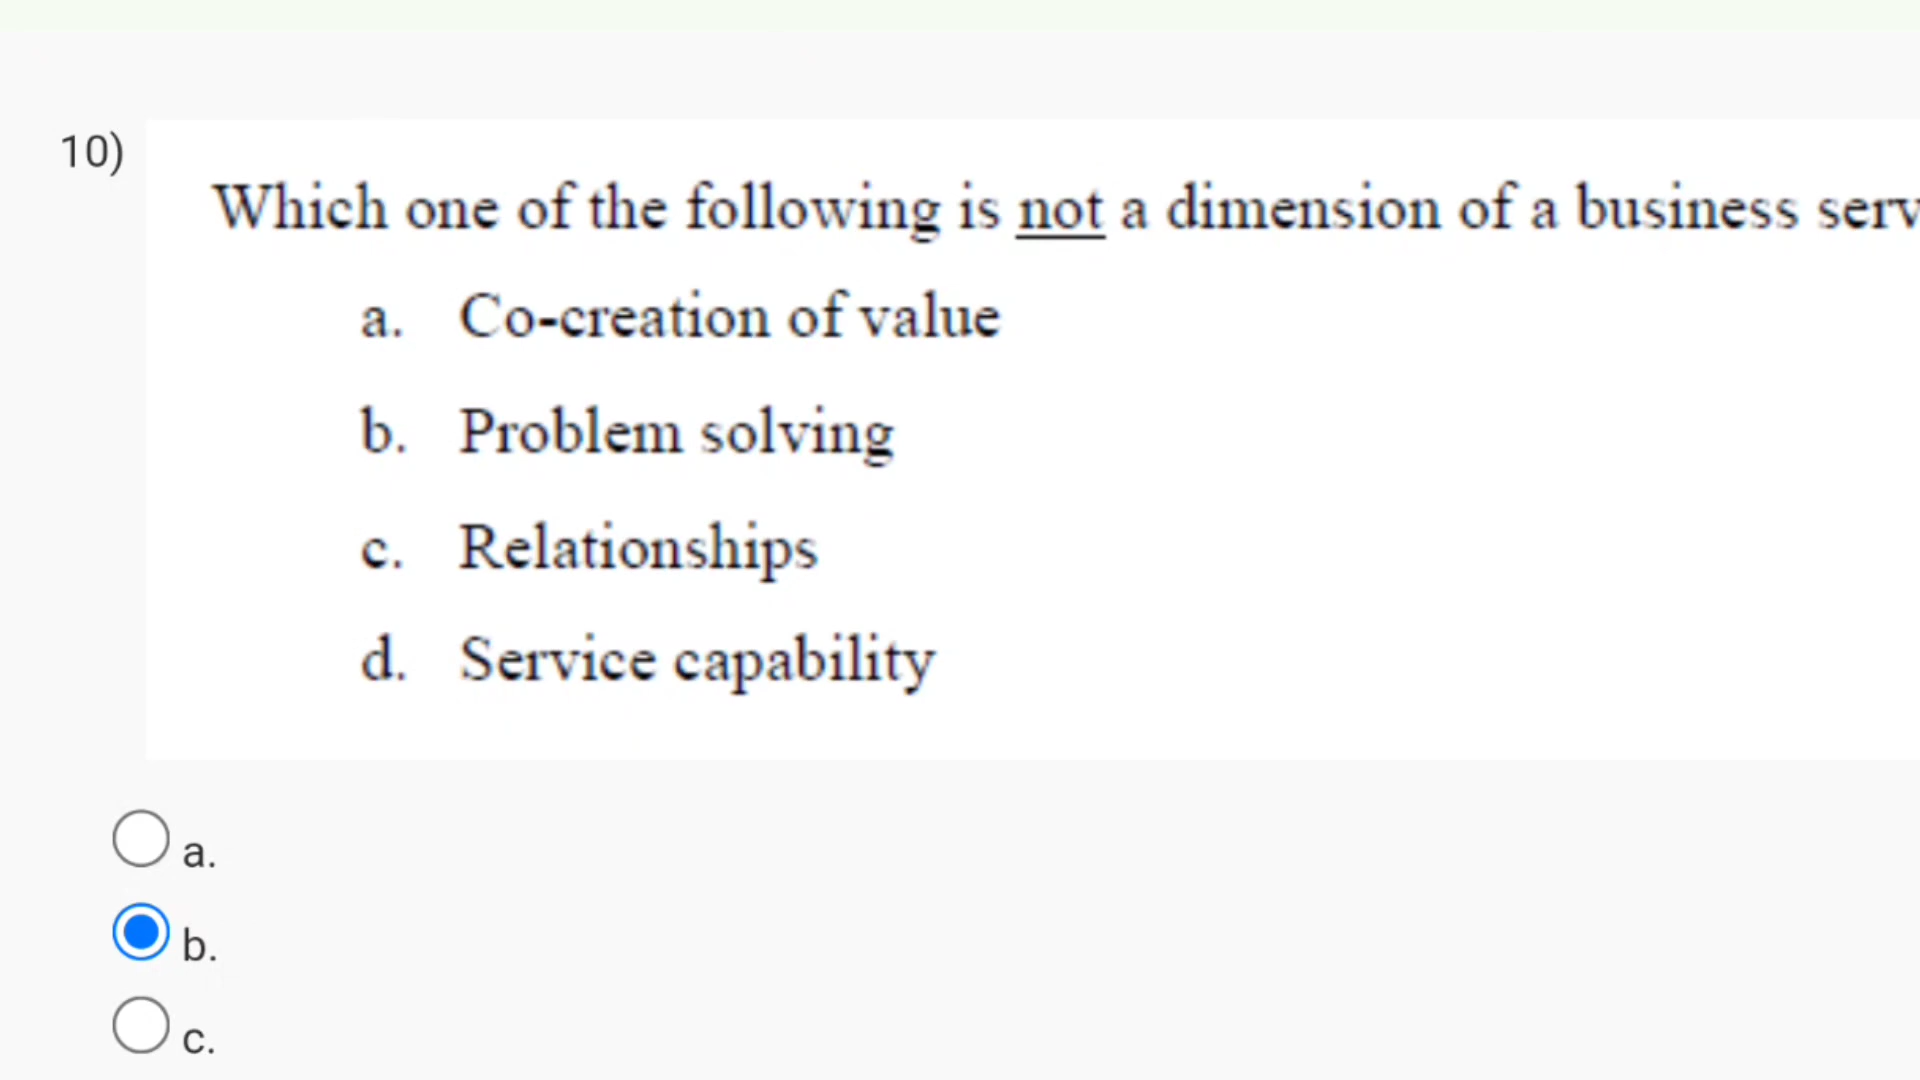 10)
Which one of the following is not a dimension of a business
a. Co-creation of value
b. Problem solving
c. Relationships
d. Service capability
a.
b.
c.